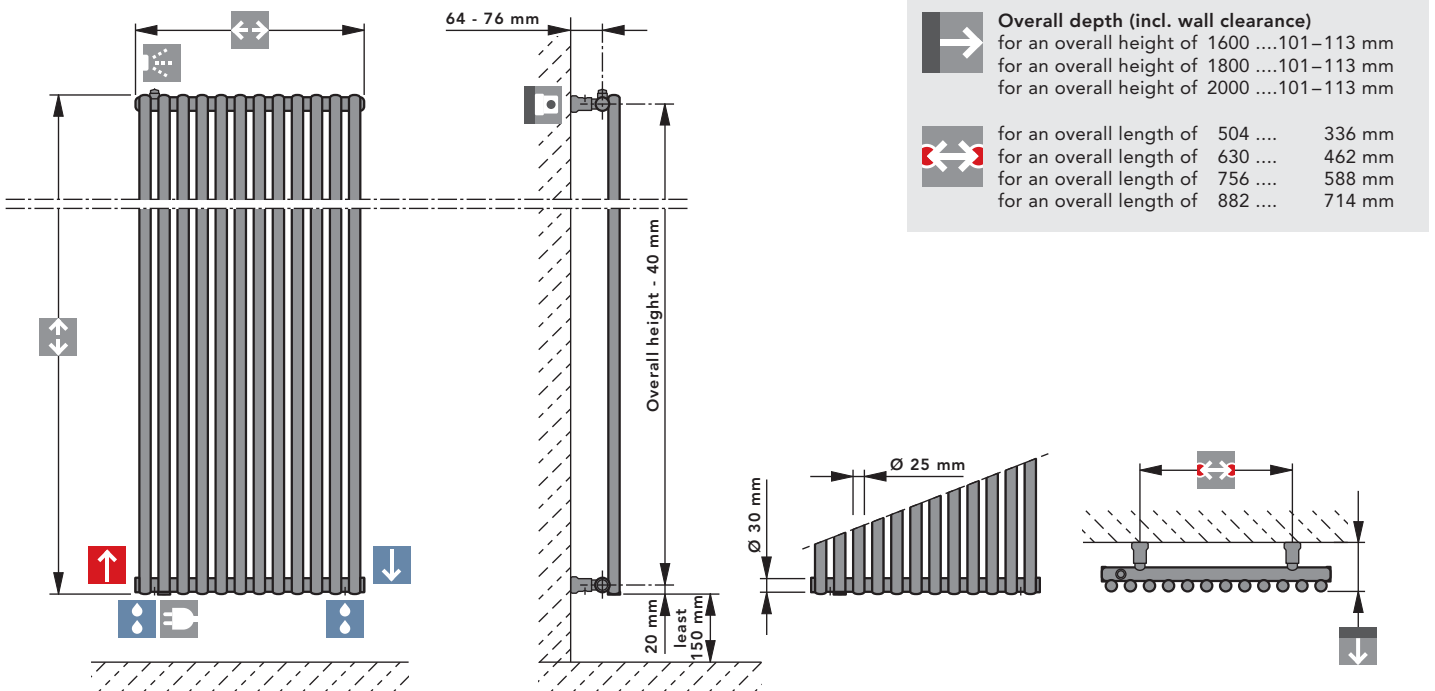 64 - 76 mm
Overall height - 40 mm
20 mm
least
150 mm
Ø 30 mm
Ø 25 mm
Overall depth (incl. wall clearance)
for an overall height of 1600 ....101–113 mm
for an overall height of 1800 ....101–113 mm
for an overall height of 2000 ....101–113 mm
for an overall length of 504 .... 336 mm
for an overall length of 630 .... 462 mm
for an overall length of 756 .... 588 mm
for an overall length of 882 .... 714 mm